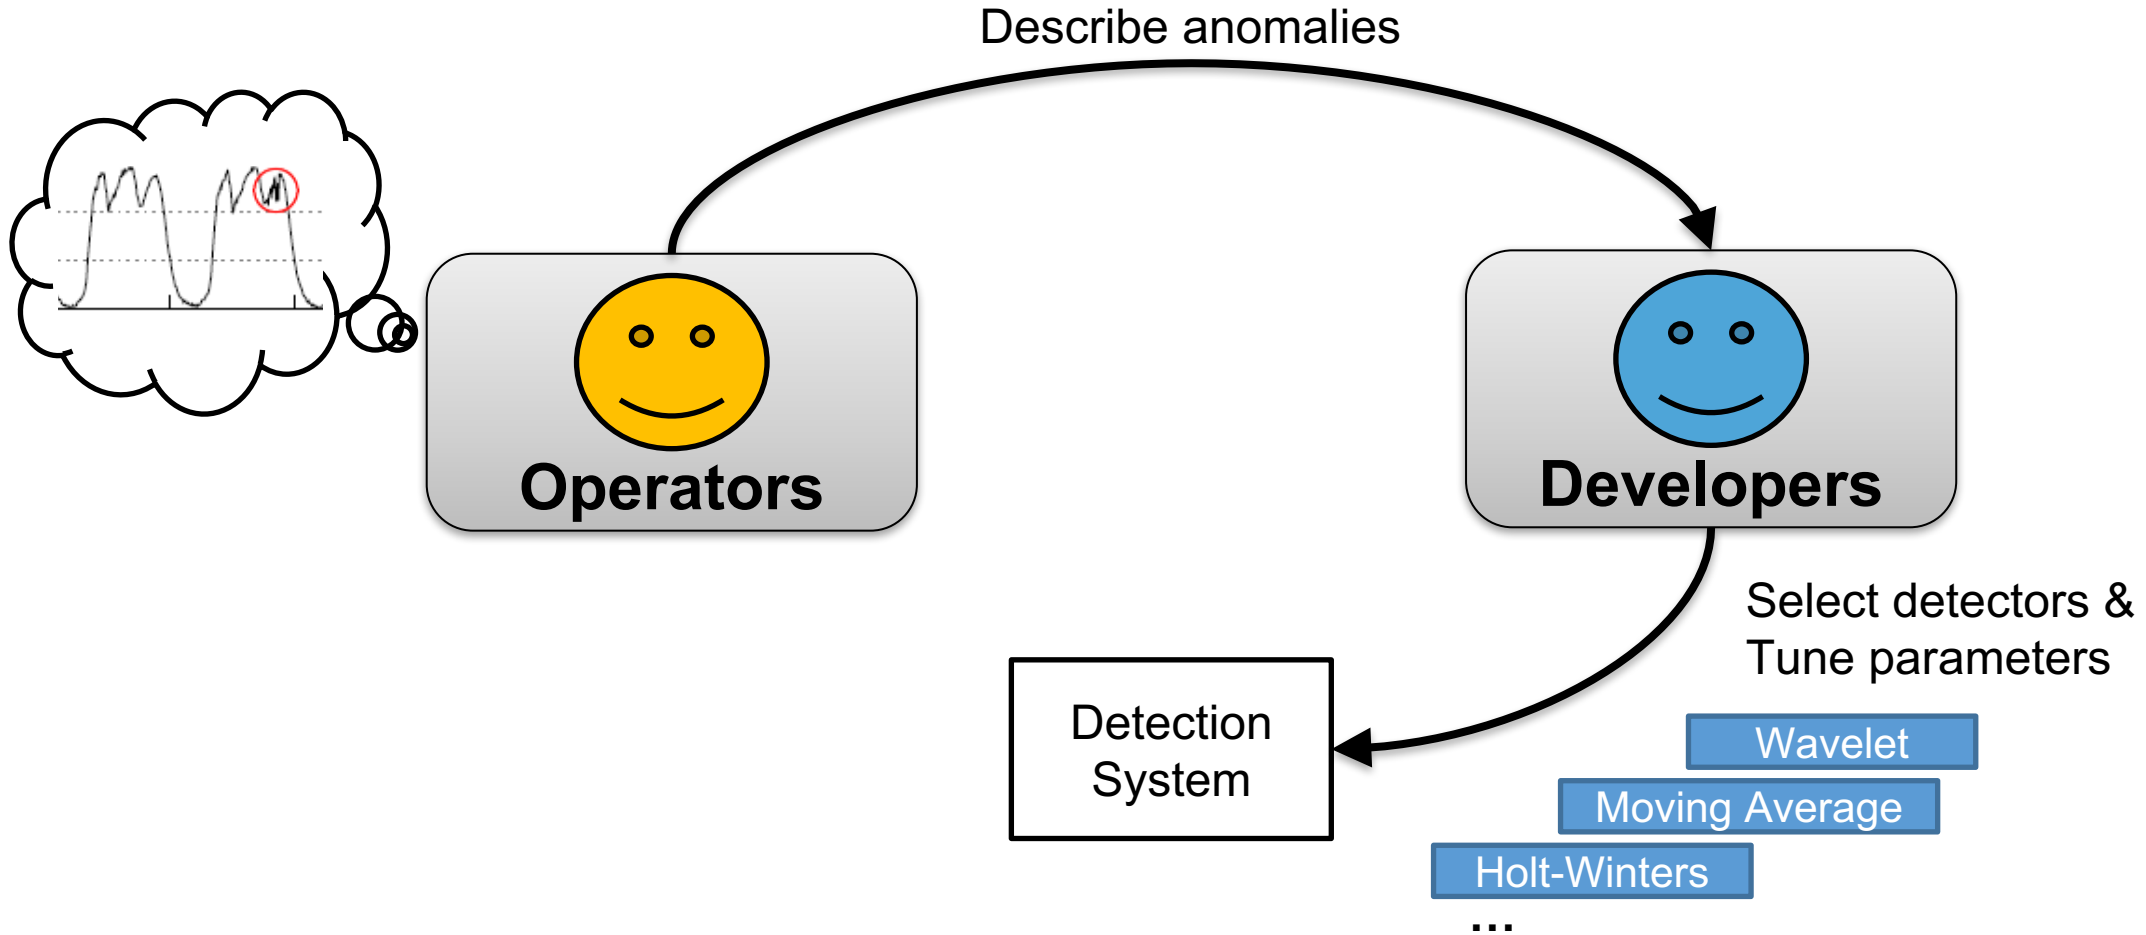 Describe anomalies
Operators
Developers
Select detectors &
Tune parameters
Detection
System
Wavelet
Moving Average
Holt-Winters
...